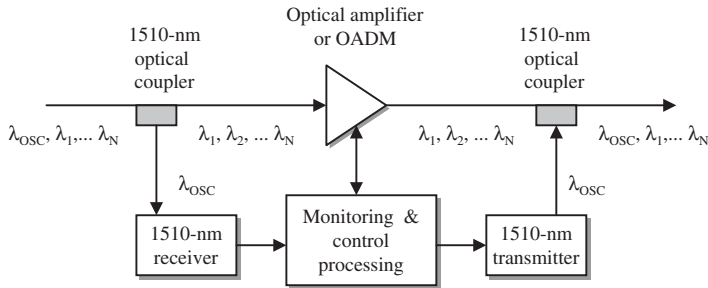 Optical amplifier
or OADM
1510-nm
optical
coupler
1510-nm
optical
coupler
λOSC, λ1,... λN
λ1, λ2, ... λN
λ1, λ2, ... λN
λOSC, λ1,... λN
λOSC
λOSC
1510-nm
receiver
Monitoring &
control
processing
1510-nm
transmitter